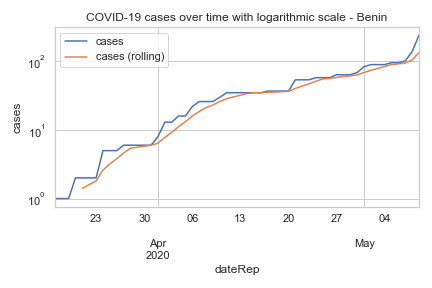 COVID-19 cases over time with logarithmic scale - Benin
cases
cases (rolling)
10²
10¹
10⁰
cases
23 30 06 13 20 27 04
Apr May
2020
dateRep